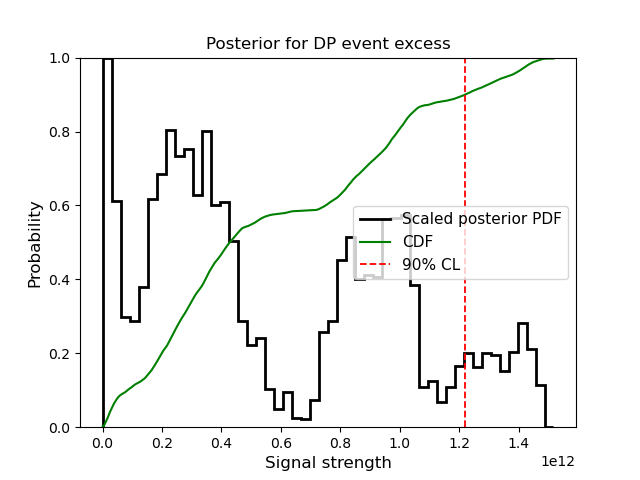 Posterior for DP event excess
Probability
1.0
0.8
0.6
0.4
0.2
0.0
Scaled posterior PDF
CDF
90% CL
0.0 0.2 0.4 0.6 0.8 1.0 1.2 1.4
1e12
Signal strength